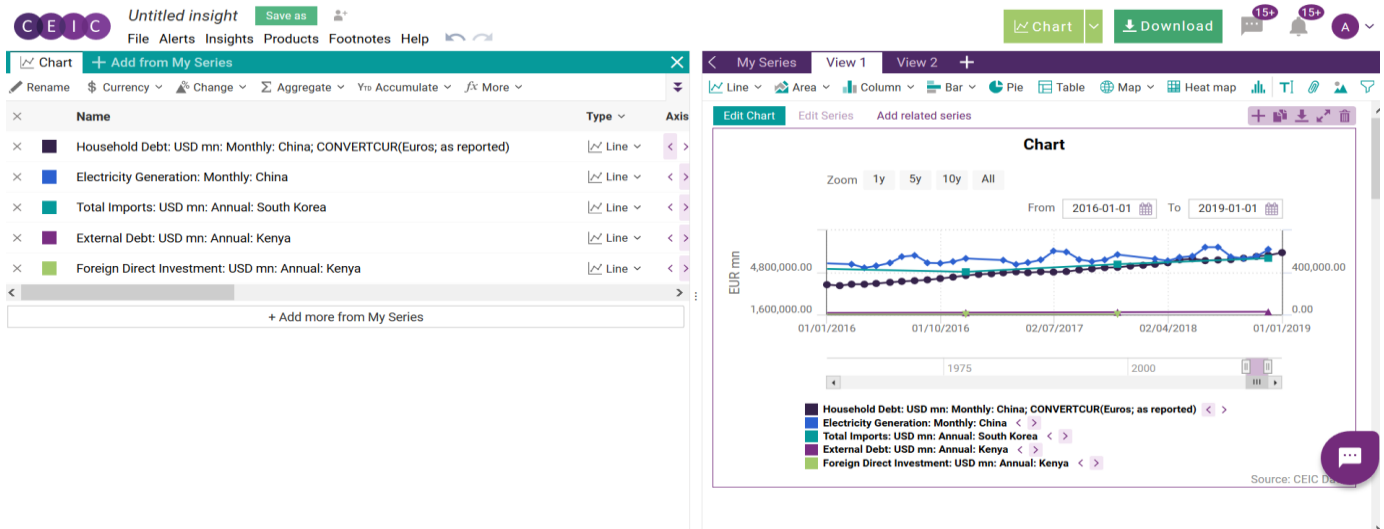 CEIC
Untitled insight Save as
File Alerts Insights Products Footnotes Help
Chart Download 15+ 15+ A
Chart + Add from My Series
Rename $ Currency Change Σ Aggregate YTD Accumulate ƒx More
Name Type Axis
Household Debt: USD mn: Monthly: China; CONVERTCUR(Euros; as reported) Line
Electricity Generation: Monthly: China Line
Total Imports: USD mn: Annual: South Korea Line
External Debt: USD mn: Annual: Kenya Line
Foreign Direct Investment: USD mn: Annual: Kenya Line
+ Add more from My Series
My Series View 1 View 2 +
Line Area Column Bar Pie Table Map Heat map
Edit Chart Edit Series Add related series
Chart
Zoom 1y 5y 10y All
From 2016-01-01 To 2019-01-01
EUR mn
4,800,000.00 400,000.00
1,600,000.00 0.00
01/01/2016 01/10/2016 02/07/2017 02/04/2018 01/01/2019
1975 2000
Household Debt: USD mn: Monthly: China; CONVERTCUR(Euros; as reported)
Electricity Generation: Monthly: China
Total Imports: USD mn: Annual: South Korea
External Debt: USD mn: Annual: Kenya
Foreign Direct Investment: USD mn: Annual: Kenya
Source: CEIC